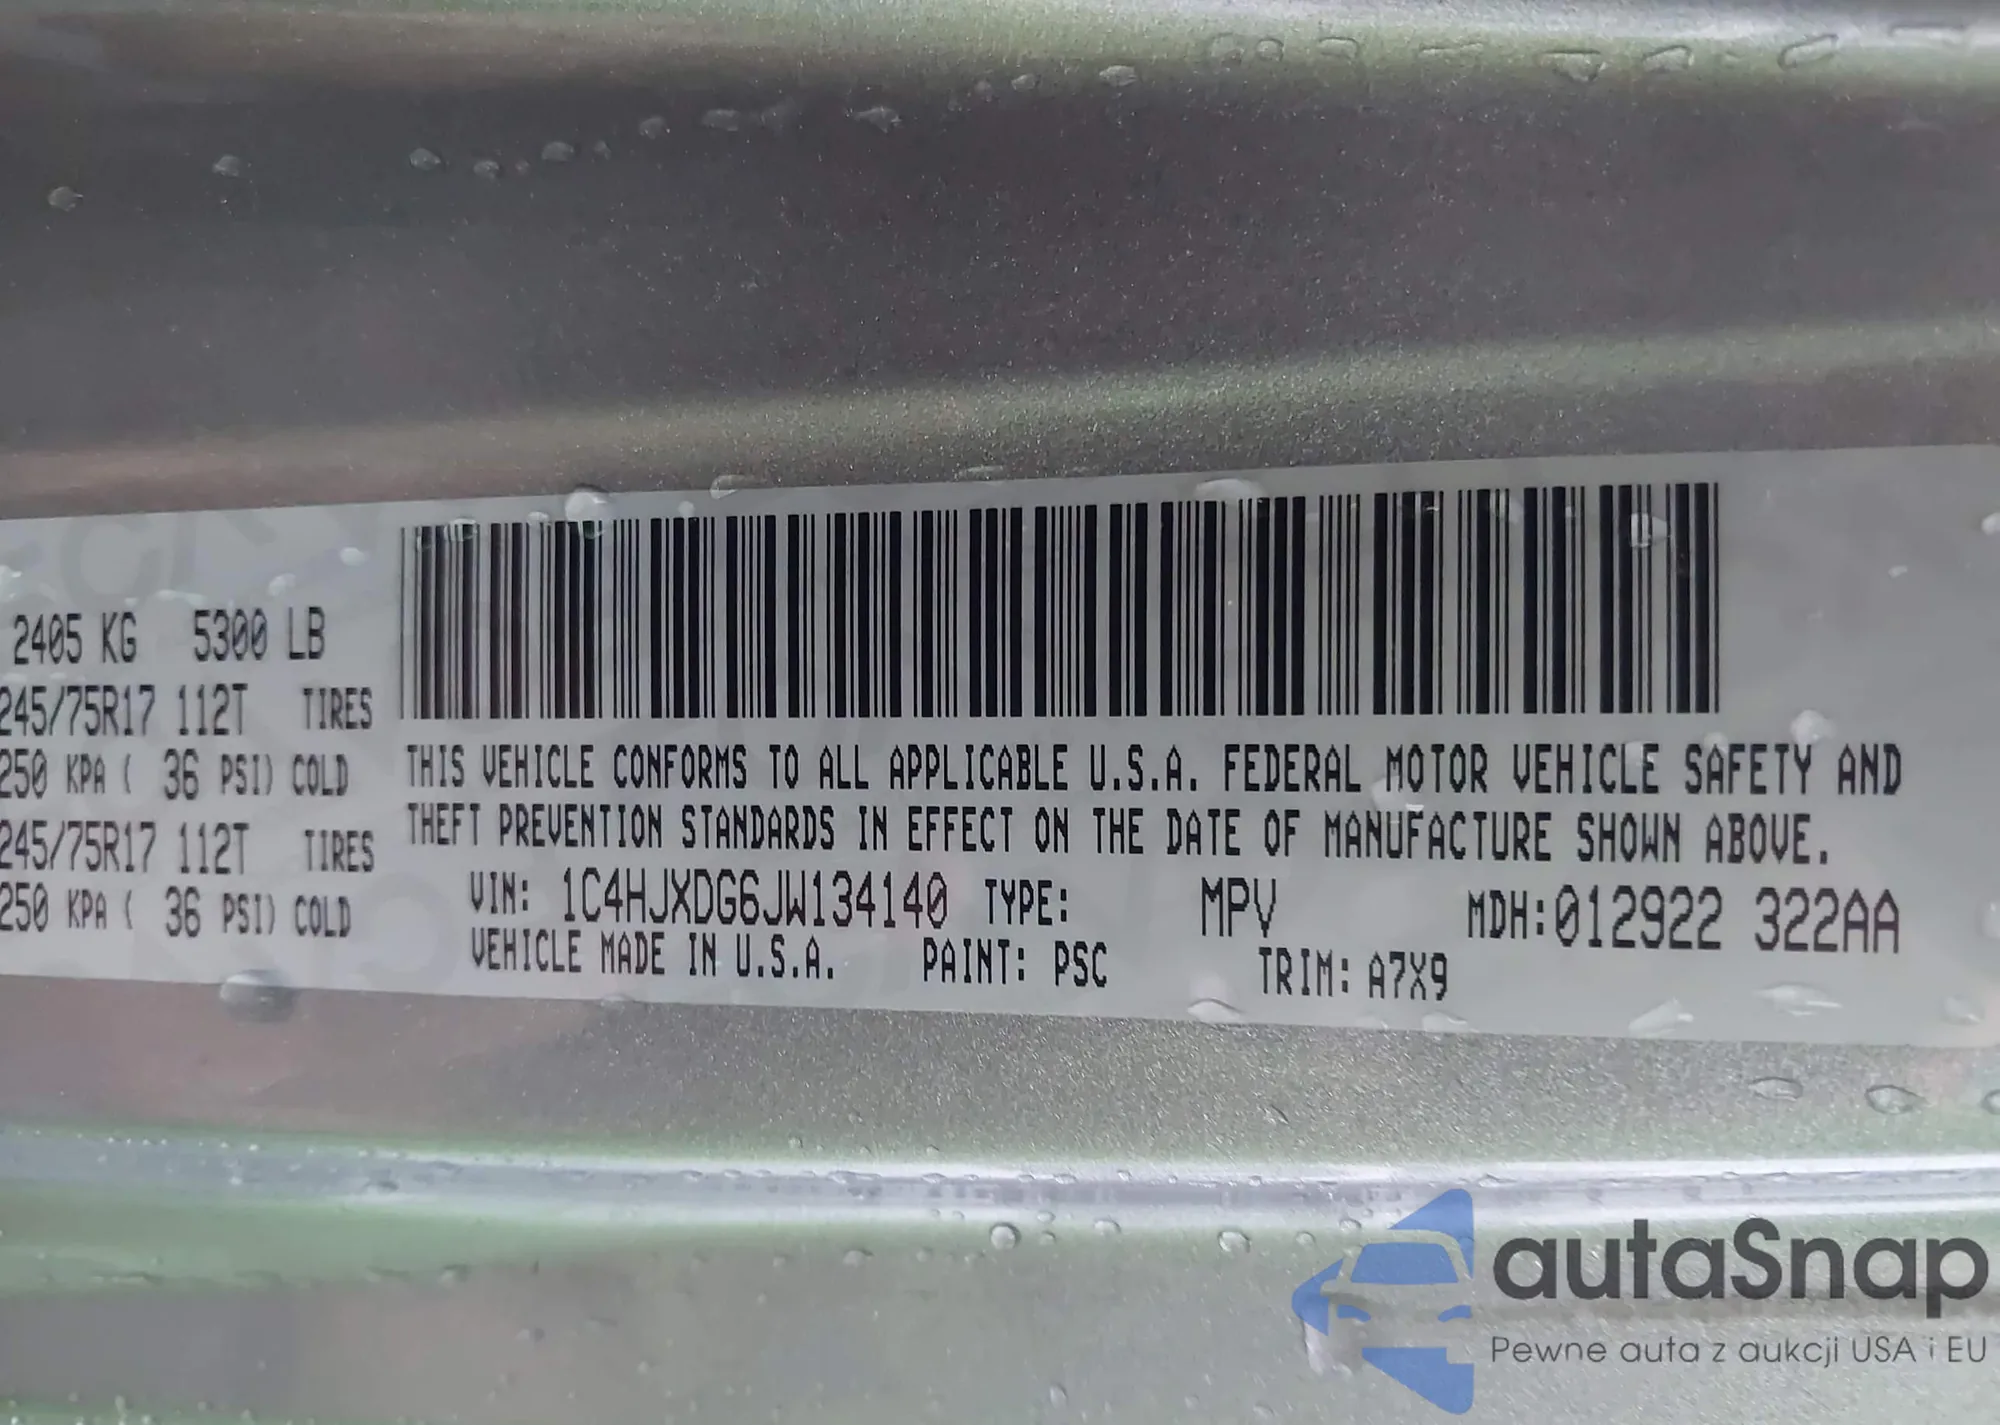 2405 KG 5300 LB
245/75R17 112T TIRES
250 KPA ( 36 PSI) COLD
245/75R17 112T TIRES
250 KPA ( 36 PSI) COLD
THIS VEHICLE CONFORMS TO ALL APPLICABLE U.S.A. FEDERAL MOTOR VEHICLE SAFETY AND
THEFT PREVENTION STANDARDS IN EFFECT ON THE DATE OF MANUFACTURE SHOWN ABOVE.
VIN: 1C4HJXDG6JW134140 TYPE: MPV MDH:012922 322AA
VEHICLE MADE IN U.S.A. PAINT: PSC TRIM: A7X9
autaSnap
Pewne auta z aukcji USA i EU